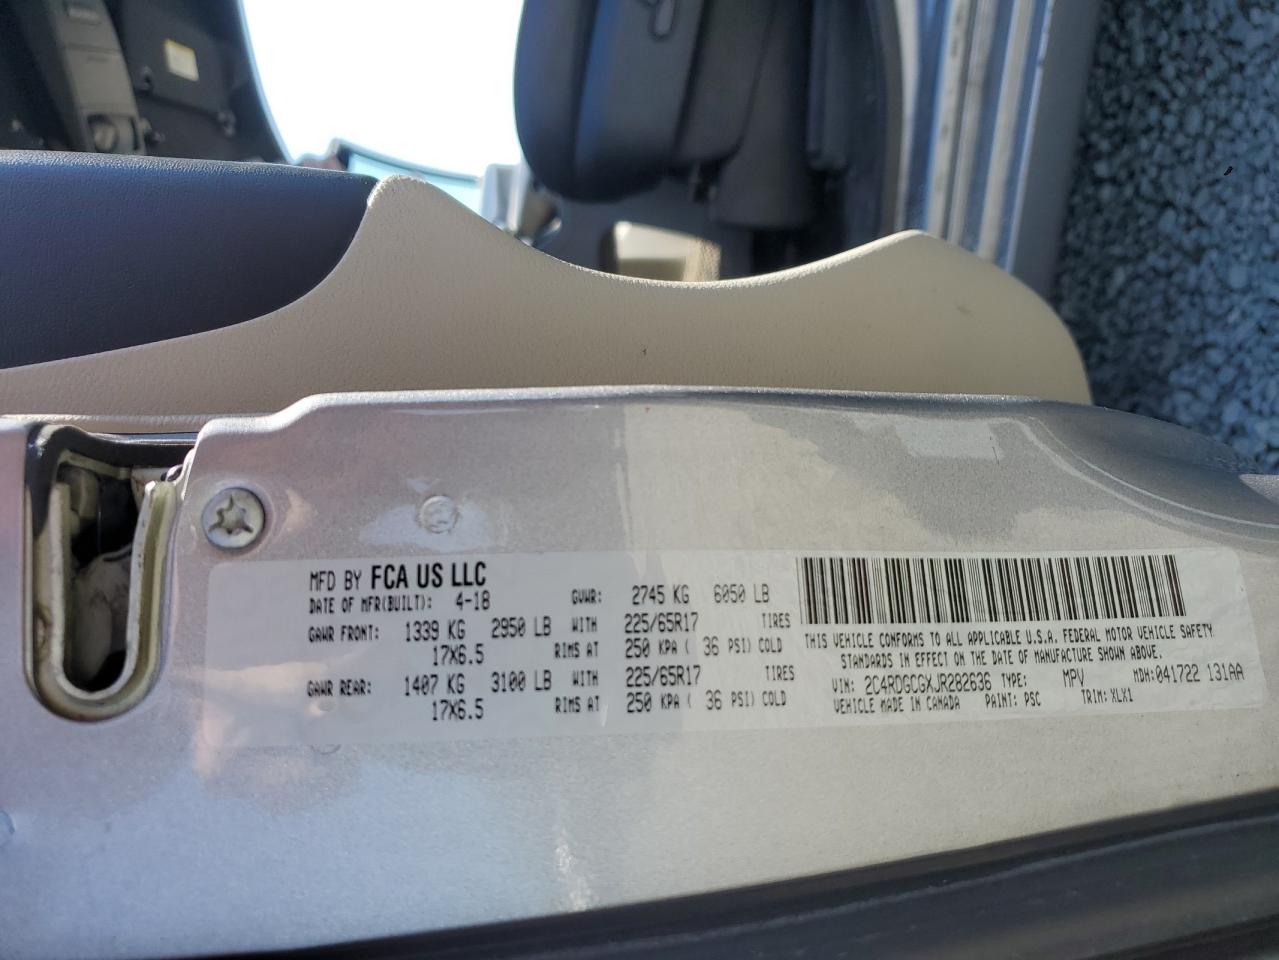 MFD BY FCA US LLC
DATE OF MFR(BUILT): 4-18 GVWR: 2745 KG 6050 LB
GAWR FRONT: 1339 KG 2950 LB WITH 225/65R17 TIRES
17X6.5 RIMS AT 250 KPA ( 36 PSI) COLD
GAWR REAR: 1407 KG 3100 LB WITH 225/65R17 TIRES
17X6.5 RIMS AT 250 KPA ( 36 PSI) COLD
THIS VEHICLE CONFORMS TO ALL APPLICABLE U.S.A. FEDERAL MOTOR VEHICLE SAFETY
STANDARDS IN EFFECT ON THE DATE OF MANUFACTURE SHOWN ABOVE.
VIN: 2C4RDGCGXJR282636 TYPE: MPV MDH: 041722 131AA
VEHICLE MADE IN CANADA PAINT: PSC TRIM: XLX1